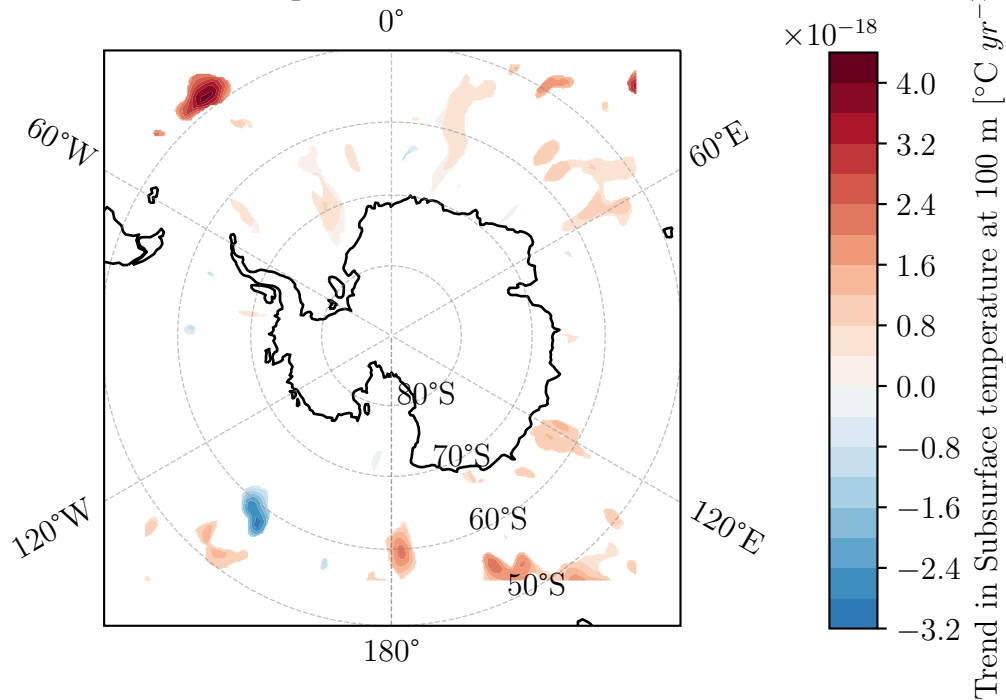 0°
×10⁻¹⁸
60°W
60°E
4.0
3.2
2.4
1.6
0.8
0.0
−0.8
−1.6
−2.4
−3.2
80°S
70°S
60°S
50°S
120°W
120°E
180°
Trend in Subsurface temperature at 100 m [°C yr⁻